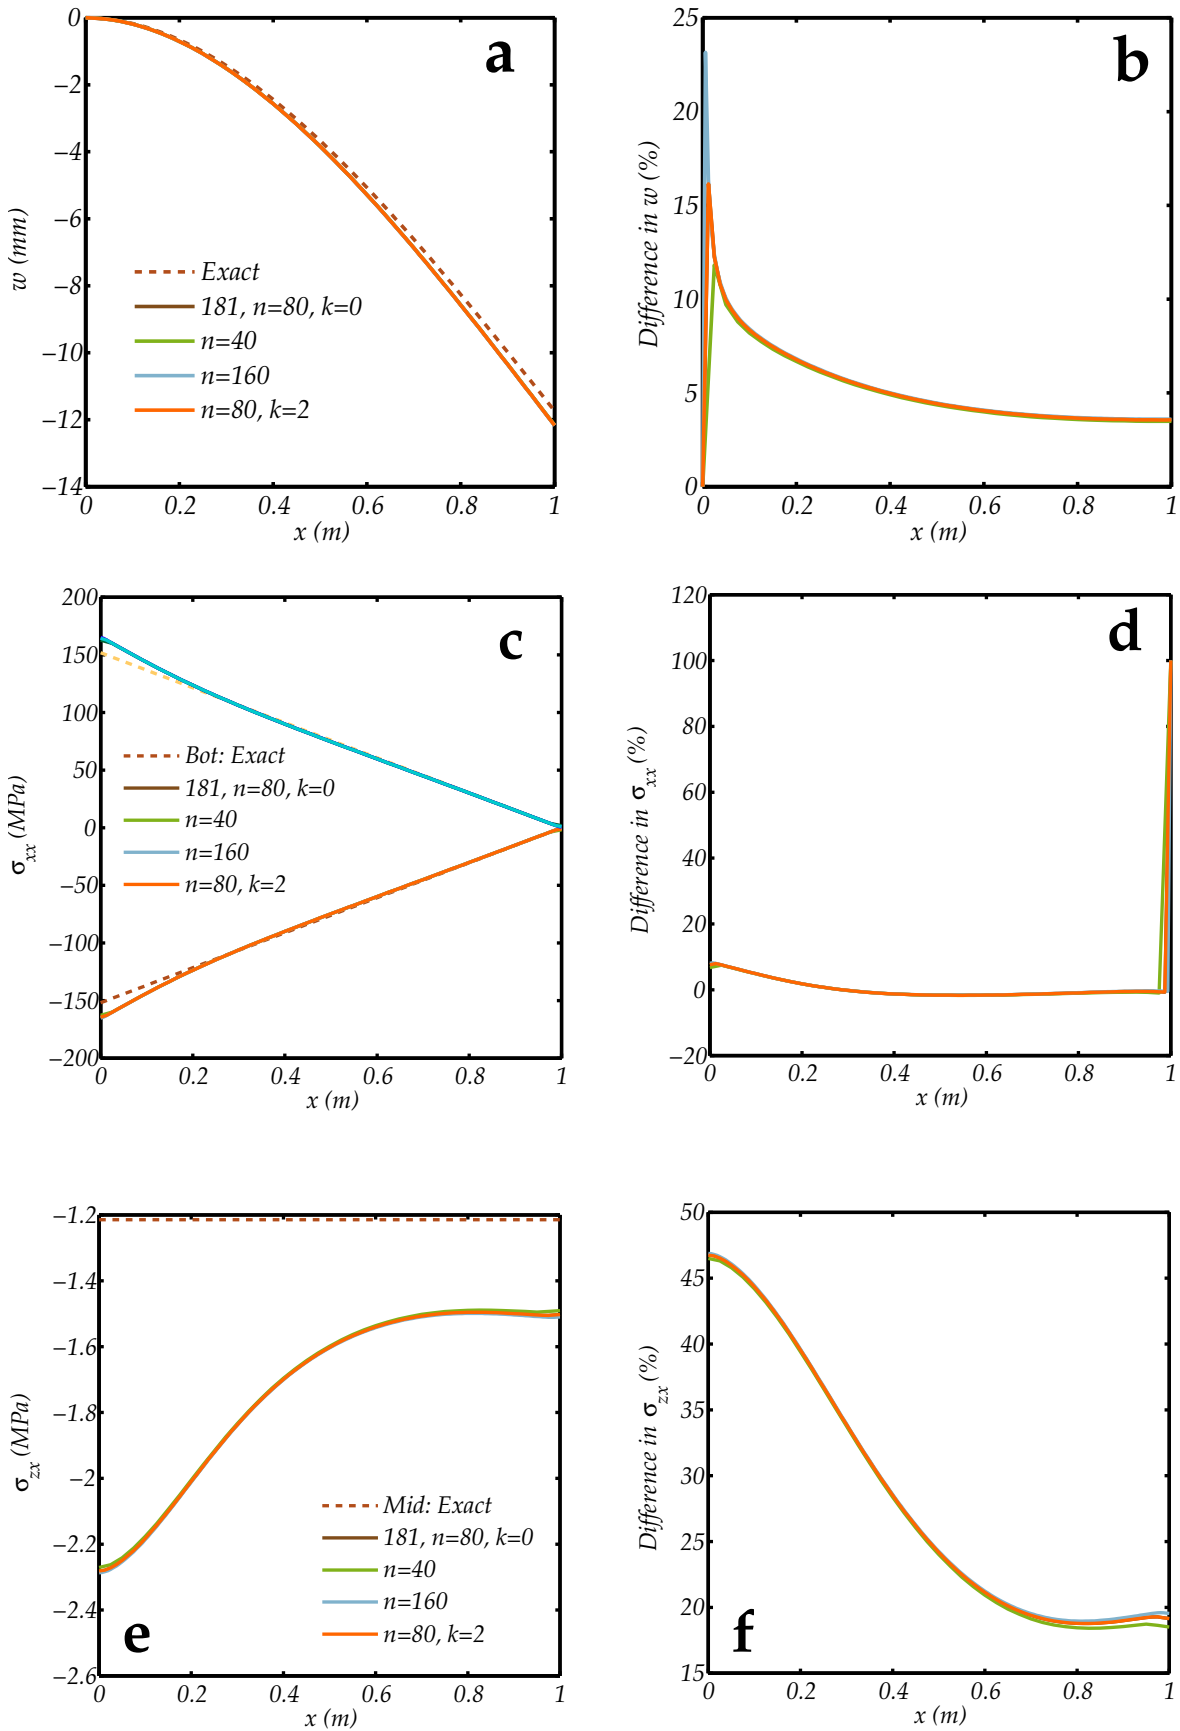 a
0
−2
−4
−6
−8
−10
−12
−14
w (mm)
Exact
181, n=80, k=0
n=40
n=160
n=80, k=2
0 0.2 0.4 0.6 0.8 1
x (m)
b
25
20
15
10
5
0
Difference in w (%)
0 0.2 0.4 0.6 0.8 1
x (m)
c
200
150
100
50
0
−50
−100
−150
−200
σxx (MPa)
Bot: Exact
181, n=80, k=0
n=40
n=160
n=80, k=2
0 0.2 0.4 0.6 0.8 1
x (m)
d
120
100
80
60
40
20
0
−20
Difference in σxx (%)
0 0.2 0.4 0.6 0.8 1
x (m)
−1.2
−1.4
−1.6
−1.8
−2
−2.2
−2.4
−2.6
σzx (MPa)
Mid: Exact
181, n=80, k=0
n=40
n=160
n=80, k=2
e
0 0.2 0.4 0.6 0.8 1
x (m)
50
45
40
35
30
25
20
15
Difference in σzx (%)
f
0 0.2 0.4 0.6 0.8 1
x (m)